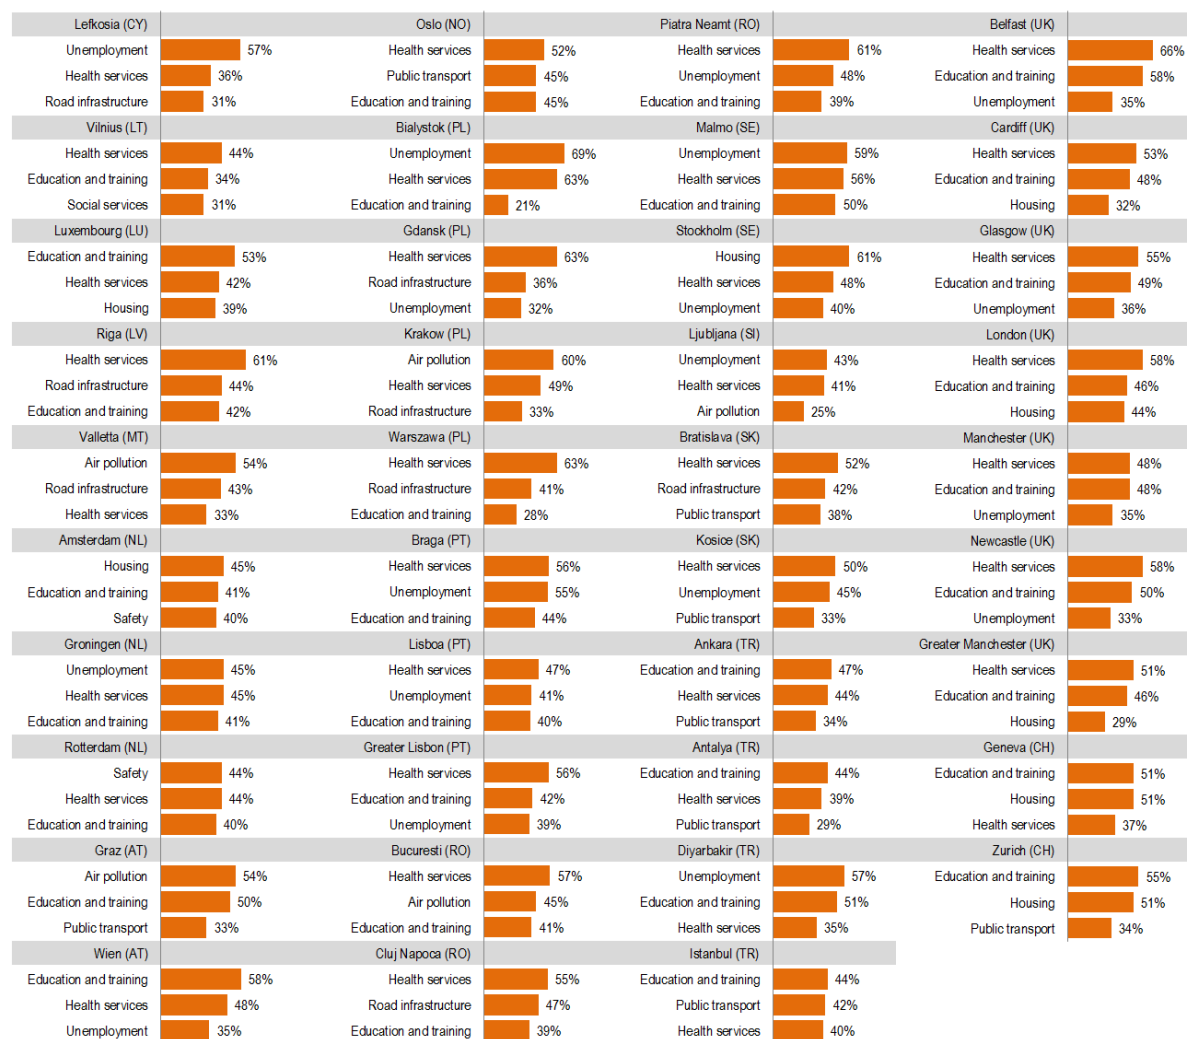 Lefkosia (CY)
Unemployment 57%
Health services 36%
Road infrastructure 31%
Vilnius (LT)
Health services 44%
Education and training 34%
Social services 31%
Luxembourg (LU)
Education and training 53%
Health services 42%
Housing 39%
Riga (LV)
Health services 61%
Road infrastructure 44%
Education and training 42%
Valletta (MT)
Air pollution 54%
Road infrastructure 43%
Health services 33%
Amsterdam (NL)
Housing 45%
Education and training 41%
Safety 40%
Groningen (NL)
Unemployment 45%
Health services 45%
Education and training 41%
Rotterdam (NL)
Safety 44%
Health services 44%
Education and training 40%
Graz (AT)
Air pollution 54%
Education and training 50%
Public transport 33%
Wien (AT)
Education and training 58%
Health services 48%
Unemployment 35%
Oslo (NO)
Health services 52%
Public transport 45%
Education and training 45%
Bialystok (PL)
Unemployment 69%
Health services 63%
Education and training 21%
Gdansk (PL)
Health services 63%
Road infrastructure 36%
Unemployment 32%
Krakow (PL)
Air pollution 60%
Health services 49%
Road infrastructure 33%
Warszawa (PL)
Health services 63%
Road infrastructure 41%
Education and training 28%
Braga (PT)
Health services 56%
Unemployment 55%
Education and training 44%
Lisboa (PT)
Health services 47%
Unemployment 41%
Education and training 40%
Greater Lisbon (PT)
Health services 56%
Education and training 42%
Unemployment 39%
Bucuresti (RO)
Health services 57%
Air pollution 45%
Education and training 41%
Cluj Napoca (RO)
Health services 55%
Road infrastructure 47%
Education and training 39%
Piatra Neamt (RO)
Health services 61%
Unemployment 48%
Education and training 39%
Malmo (SE)
Unemployment 59%
Health services 56%
Education and training 50%
Stockholm (SE)
Housing 61%
Health services 48%
Unemployment 40%
Ljubljana (SI)
Unemployment 43%
Health services 41%
Air pollution 25%
Bratislava (SK)
Health services 52%
Road infrastructure 42%
Public transport 38%
Kosice (SK)
Health services 50%
Unemployment 45%
Public transport 33%
Ankara (TR)
Education and training 47%
Health services 44%
Public transport 34%
Antalya (TR)
Education and training 44%
Health services 39%
Public transport 29%
Diyarbakir (TR)
Unemployment 57%
Education and training 51%
Health services 35%
Istanbul (TR)
Education and training 44%
Public transport 42%
Health services 40%
Belfast (UK)
Health services 66%
Education and training 58%
Unemployment 35%
Cardiff (UK)
Health services 53%
Education and training 48%
Housing 32%
Glasgow (UK)
Health services 55%
Education and training 49%
Unemployment 36%
London (UK)
Health services 58%
Education and training 46%
Housing 44%
Manchester (UK)
Health services 48%
Education and training 48%
Unemployment 35%
Newcastle (UK)
Health services 58%
Education and training 50%
Unemployment 33%
Greater Manchester (UK)
Health services 51%
Education and training 46%
Housing 29%
Geneva (CH)
Education and training 51%
Housing 51%
Health services 37%
Zurich (CH)
Education and training 55%
Housing 51%
Public transport 34%